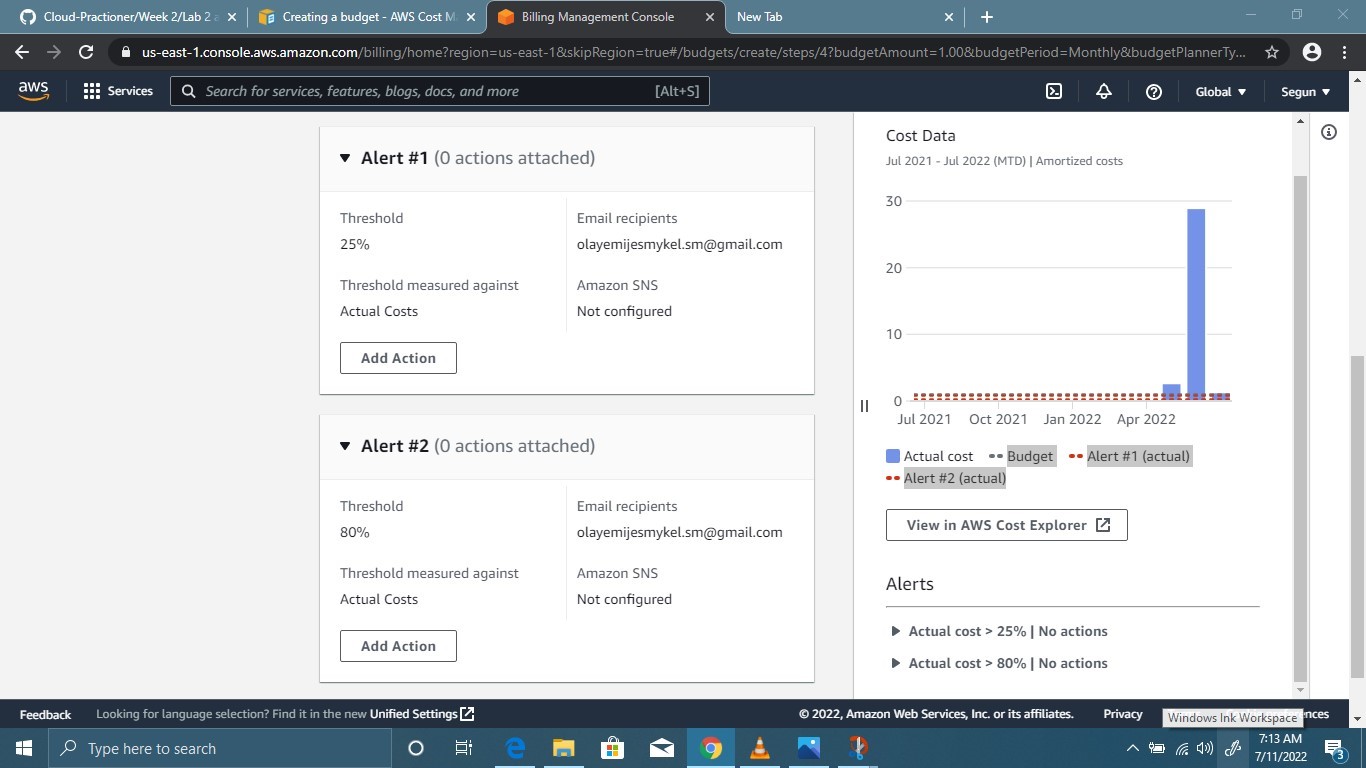 Cloud-Practioner/Week 2/Lab 2 a
Creating a budget - AWS Cost M
Billing Management Console
New Tab
us-east-1.console.aws.amazon.com/billing/home?region=us-east-1&skipRegion=true#/budgets/create/steps/4?budgetAmount=1.00&budgetPeriod=Monthly&budgetPlannerTy...
aws
Services
Search for services, features, blogs, docs, and more
[Alt+S]
Global
Segun
Alert #1 (0 actions attached)
Threshold
25%
Threshold measured against
Actual Costs
Email recipients
olayemijesmykel.sm@gmail.com
Amazon SNS
Not configured
Add Action
Alert #2 (0 actions attached)
Threshold
80%
Threshold measured against
Actual Costs
Email recipients
olayemijesmykel.sm@gmail.com
Amazon SNS
Not configured
Add Action
Cost Data
Jul 2021 - Jul 2022 (MTD) | Amortized costs
30
20
10
0
Jul 2021 Oct 2021 Jan 2022 Apr 2022
Actual cost Budget Alert #1 (actual)
Alert #2 (actual)
View in AWS Cost Explorer
Alerts
Actual cost > 25% | No actions
Actual cost > 80% | No actions
Feedback
Looking for language selection? Find it in the new Unified Settings
© 2022, Amazon Web Services, Inc. or its affiliates.
Privacy
Windows Ink Workspace
Type here to search
7:13 AM
7/11/2022
3